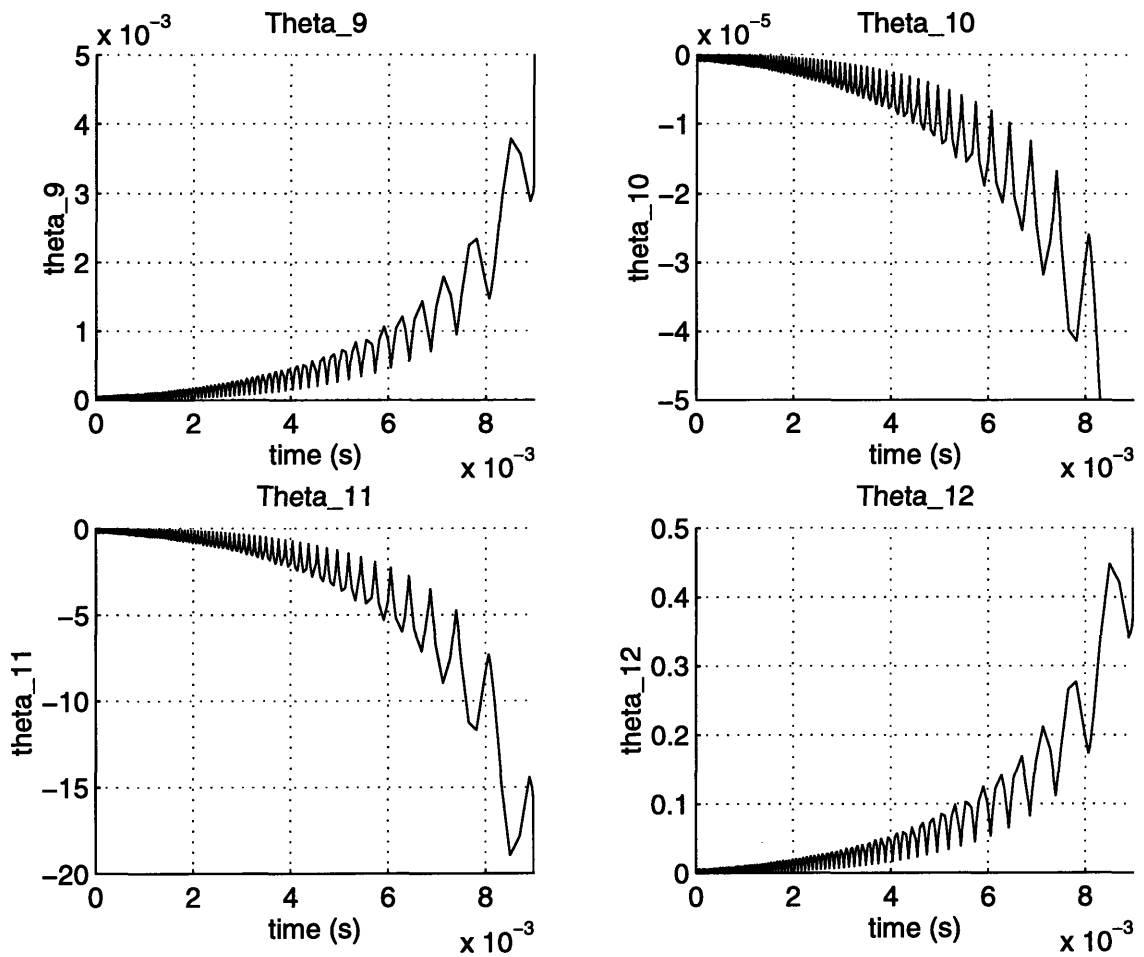 x 10−3
Theta_9
5
4
3
2
1
0
theta_9
0 2 4 6 8
time (s)
x 10−3
x 10−5
Theta_10
0
−1
−2
−3
−4
−5
theta_10
0 2 4 6 8
time (s)
x 10−3
Theta_11
0
−5
−10
−15
−20
theta_11
0 2 4 6 8
time (s)
x 10−3
Theta_12
0.5
0.4
0.3
0.2
0.1
0
theta_12
0 2 4 6 8
time (s)
x 10−3